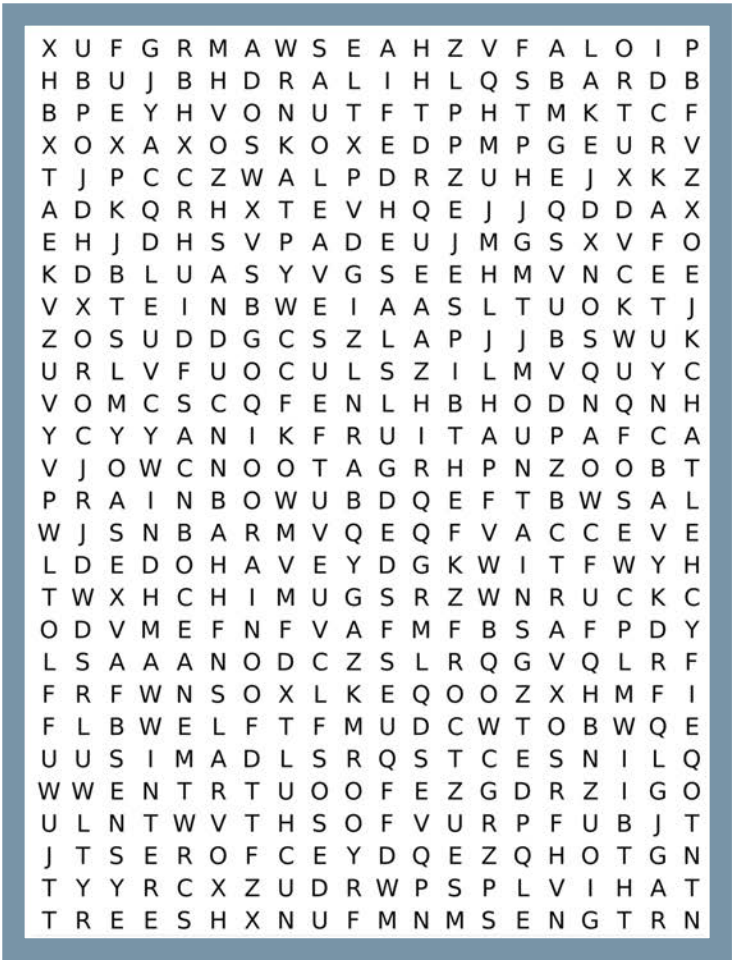 X U F G R M A W S E A H Z V F A L O I P
H B U J B H D R A L I H L Q S B A R D B
B P E Y H V O N U T F T P H T M K T C F
X O X A X O S K O X E D P M P G E U R V
T J P C C Z W A L P D R Z U H E J X K Z
A D K Q R H X T E V H Q E J J Q D D A X
E H J D H S V P A D E U J M G S X V F O
K D B L U A S Y V G S E E H M V N C E E
V X T E I N B W E I A A S L T U O K T J
Z O S U D D G C S Z L A P J J B S W U K
U R L V F U O C U L S Z I L M V Q U Y C
V O M C S C Q F E N L H B H O D N Q N H
Y C Y Y A N I K F R U I T A U P A F C A
V J O W C N O O T A G R H P N Z O O B T
P R A I N B O W U B D Q E F T B W S A L
W J S N B A R M V Q E Q F V A C C E V E
L D E D O H A V E Y D G K W I T F W Y H
T W X H C H I M U G S R Z W N R U C K C
O D V M E F N F V A F M F B S A F P D Y
L S A A A N O D C Z S L R Q G V Q L R F
F R F W N S O X L K E Q O O Z X H M F I
F L B W E L F T F M U D C W T O B W Q E
U U S I M A D L S R Q S T C E S N I L Q
W W E N T R T U O O F E Z G D R Z I G O
U L N T W V T H S O F V U R P F U B J T
J T S E R O F C E Y D Q E Z Q H O T G N
T Y Y R C X Z U D R W P S P L V I H A T
T R E E S H X N U F M N M S E N G T R N